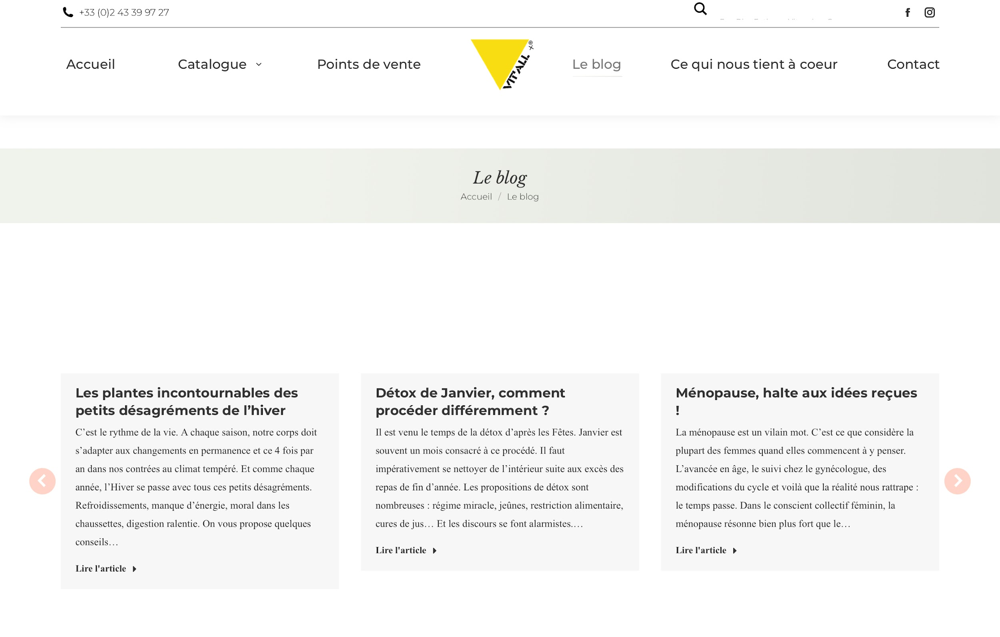 +33 (0)2 43 39 97 27
Accueil
Catalogue
Points de vente
VIT'ALL +®
Le blog
Ce qui nous tient à coeur
Contact
Le blog
Accueil / Le blog
Les plantes incontournables des
petits désagréments de l’hiver
C’est le rythme de la vie. A chaque saison, notre corps doit
s’adapter aux changements en permanence et ce 4 fois par
an dans nos contrées au climat tempéré. Et comme chaque
année, l’Hiver se passe avec tous ces petits désagréments.
Refroidissements, manque d’énergie, moral dans les
chaussettes, digestion ralentie. On vous propose quelques
conseils…
Lire l'article
Détox de Janvier, comment
procéder différemment ?
Il est venu le temps de la détox d’après les Fêtes. Janvier est
souvent un mois consacré à ce procédé. Il faut
impérativement se nettoyer de l’intérieur suite aux excès des
repas de fin d’année. Les propositions de détox sont
nombreuses : régime miracle, jeûnes, restriction alimentaire,
cures de jus… Et les discours se font alarmistes.…
Lire l'article
Ménopause, halte aux idées reçues
!
La ménopause est un vilain mot. C’est ce que considère la
plupart des femmes quand elles commencent à y penser.
L’avancée en âge, le suivi chez le gynécologue, des
modifications du cycle et voilà que la réalité nous rattrape :
le temps passe. Dans le conscient collectif féminin, la
ménopause résonne bien plus fort que le…
Lire l'article